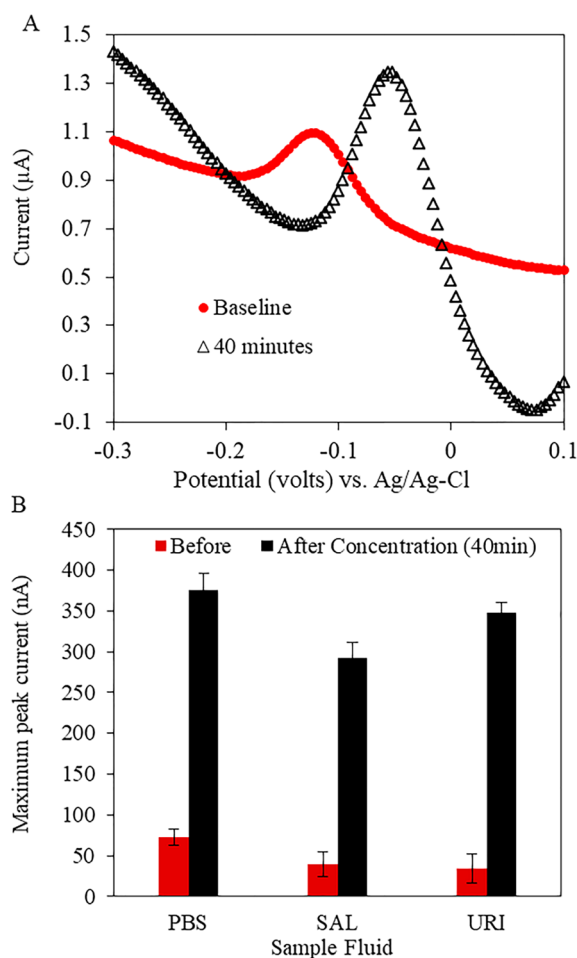 A
1.5
1.3
1.1
0.9
0.7
0.5
0.3
0.1
-0.1
Current (µA)
Baseline
40 minutes
-0.3 -0.2 -0.1 0 0.1
Potential (volts) vs. Ag/Ag-Cl
B
450
400
350
300
250
200
150
100
50
0
Maximum peak current (nA)
Before After Concentration (40min)
PBS SAL URI
Sample Fluid